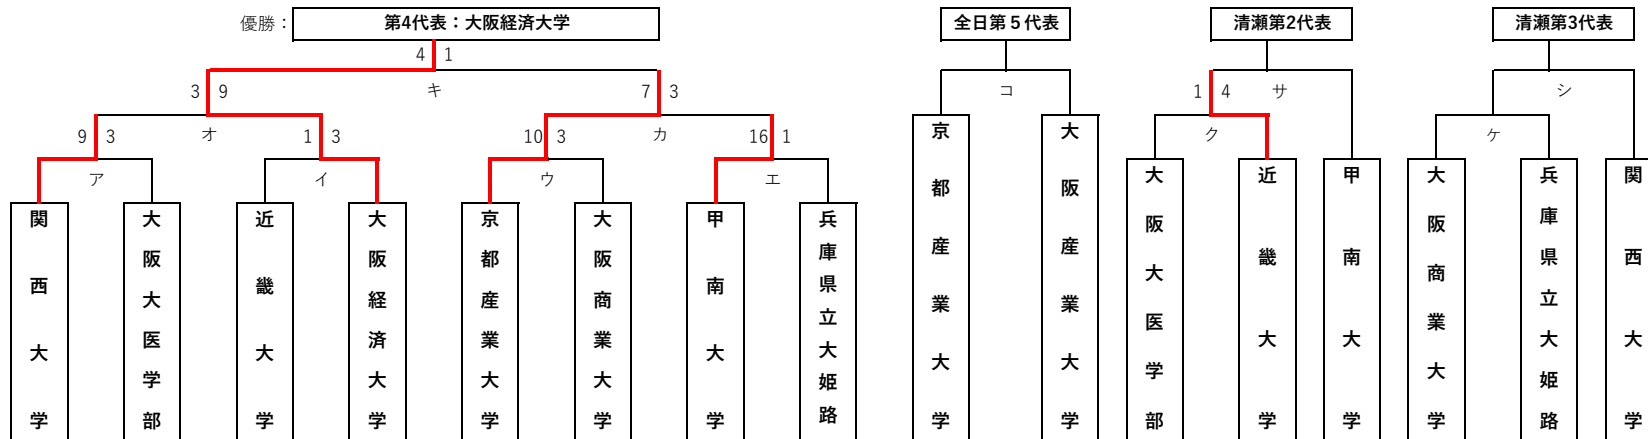 優勝：
第4代表：大阪経済大学
全日第５代表
清瀬第2代表
清瀬第3代表
4 1
3 9
キ
7 3
コ
1 4
サ
シ
9 3
オ
1 3
10 3
カ
16 1
ク
ケ
ア
イ
ウ
エ
関西大学
大阪大医学部
近畿大学
大阪経済大学
京都産業大学
大阪商業大学
甲南大学
兵庫県立大姫路
京都産業大学
大阪産業大学
大阪大医学部
近畿大学
甲南大学
大阪商業大学
兵庫県立大姫路
関西大学